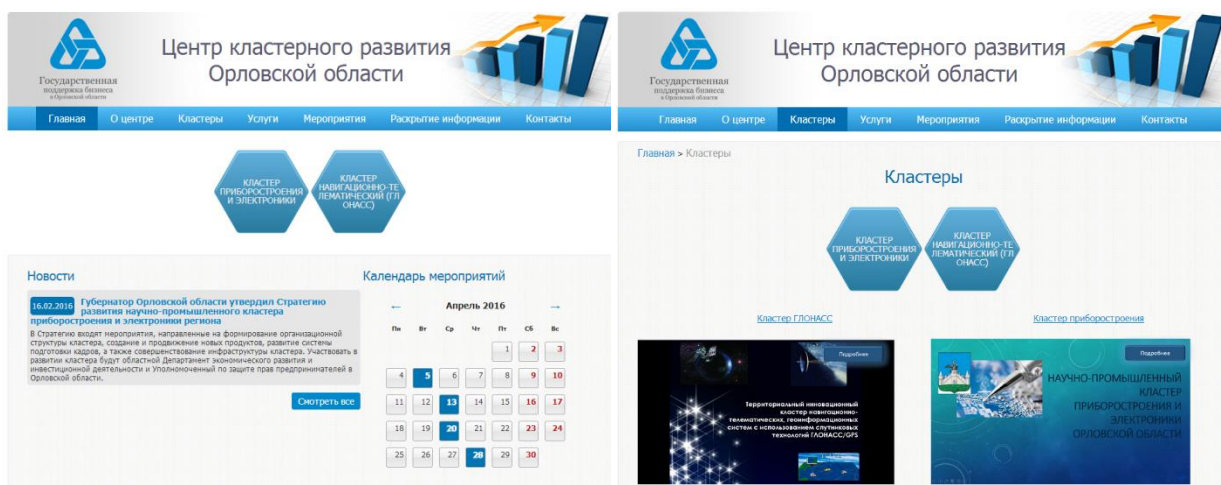 Государственная
поддержка бизнеса
в Орловской области
Центр кластерного развития
Орловской области
Главная О центре Кластеры Услуги Мероприятия Раскрытие информации Контакты
КЛАСТЕР
ПРИБОРОСТРОЕНИЯ
И ЭЛЕКТРОНИКИ
КЛАСТЕР
НАВИГАЦИОННО-ТЕ
ЛЕМАТИЧЕСКИЙ (ГЛ
ОНАСС)
Новости
16.02.2016 Губернатор Орловской области утвердил Стратегию
развития научно-промышленного кластера
приборостроения и электроники региона
В Стратегию входят мероприятия, направленные на формирование организационной
структуры кластера, создание и продвижение новых продуктов, развитие системы
подготовки кадров, а также совершенствование инфраструктуры кластера. Участвовать в
развитии кластера будут областной Департамент экономического развития и
инвестиционной деятельности и Уполномоченный по защите прав предпринимателей в
Орловской области.
Смотреть все
Календарь мероприятий
← Апрель 2016 →
Пн Вт Ср Чт Пт Сб Вс
1 2 3
4 5 6 7 8 9 10
11 12 13 14 15 16 17
18 19 20 21 22 23 24
25 26 27 28 29 30
Государственная
поддержка бизнеса
в Орловской области
Центр кластерного развития
Орловской области
Главная О центре Кластеры Услуги Мероприятия Раскрытие информации Контакты
Главная > Кластеры
Кластеры
КЛАСТЕР
ПРИБОРОСТРОЕНИЯ
И ЭЛЕКТРОНИКИ
КЛАСТЕР
НАВИГАЦИОННО-ТЕ
ЛЕМАТИЧЕСКИЙ (ГЛ
ОНАСС)
Кластер ГЛОНАСС
Кластер приборостроения
Подробнее
Территориальный инновационный
кластер навигационно-
телематических, геоинформационных
систем с использованием спутниковых
технологий ГЛОНАСС/GPS
Подробнее
НАУЧНО-ПРОМЫШЛЕННЫЙ
КЛАСТЕР
ПРИБОРОСТРОЕНИЯ И
ЭЛЕКТРОНИКИ
ОРЛОВСКОЙ ОБЛАСТИ